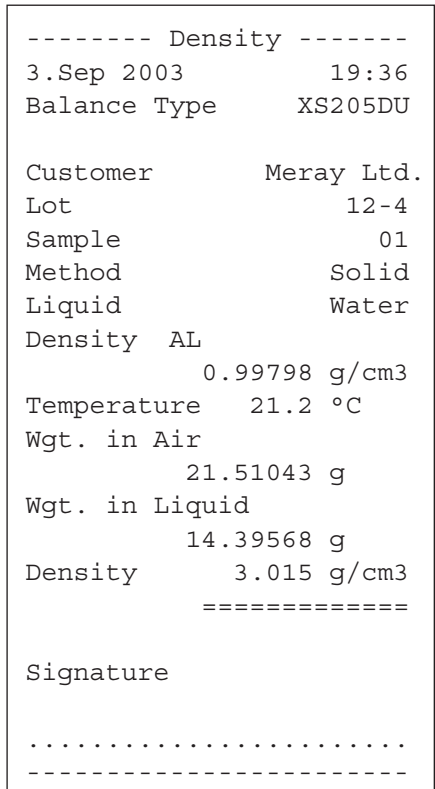 -------- Density -------
3.Sep 2003         19:36
Balance Type     XS205DU
Customer       Meray Ltd.
Lot                 12-4
Sample                01
Method             Solid
Liquid             Water
Density  AL
           0.99798 g/cm3
Temperature   21.2 °C
Wgt. in Air
          21.51043 g
Wgt. in Liquid
          14.39568 g
Density      3.015 g/cm3
           =============
Signature
........................
------------------------